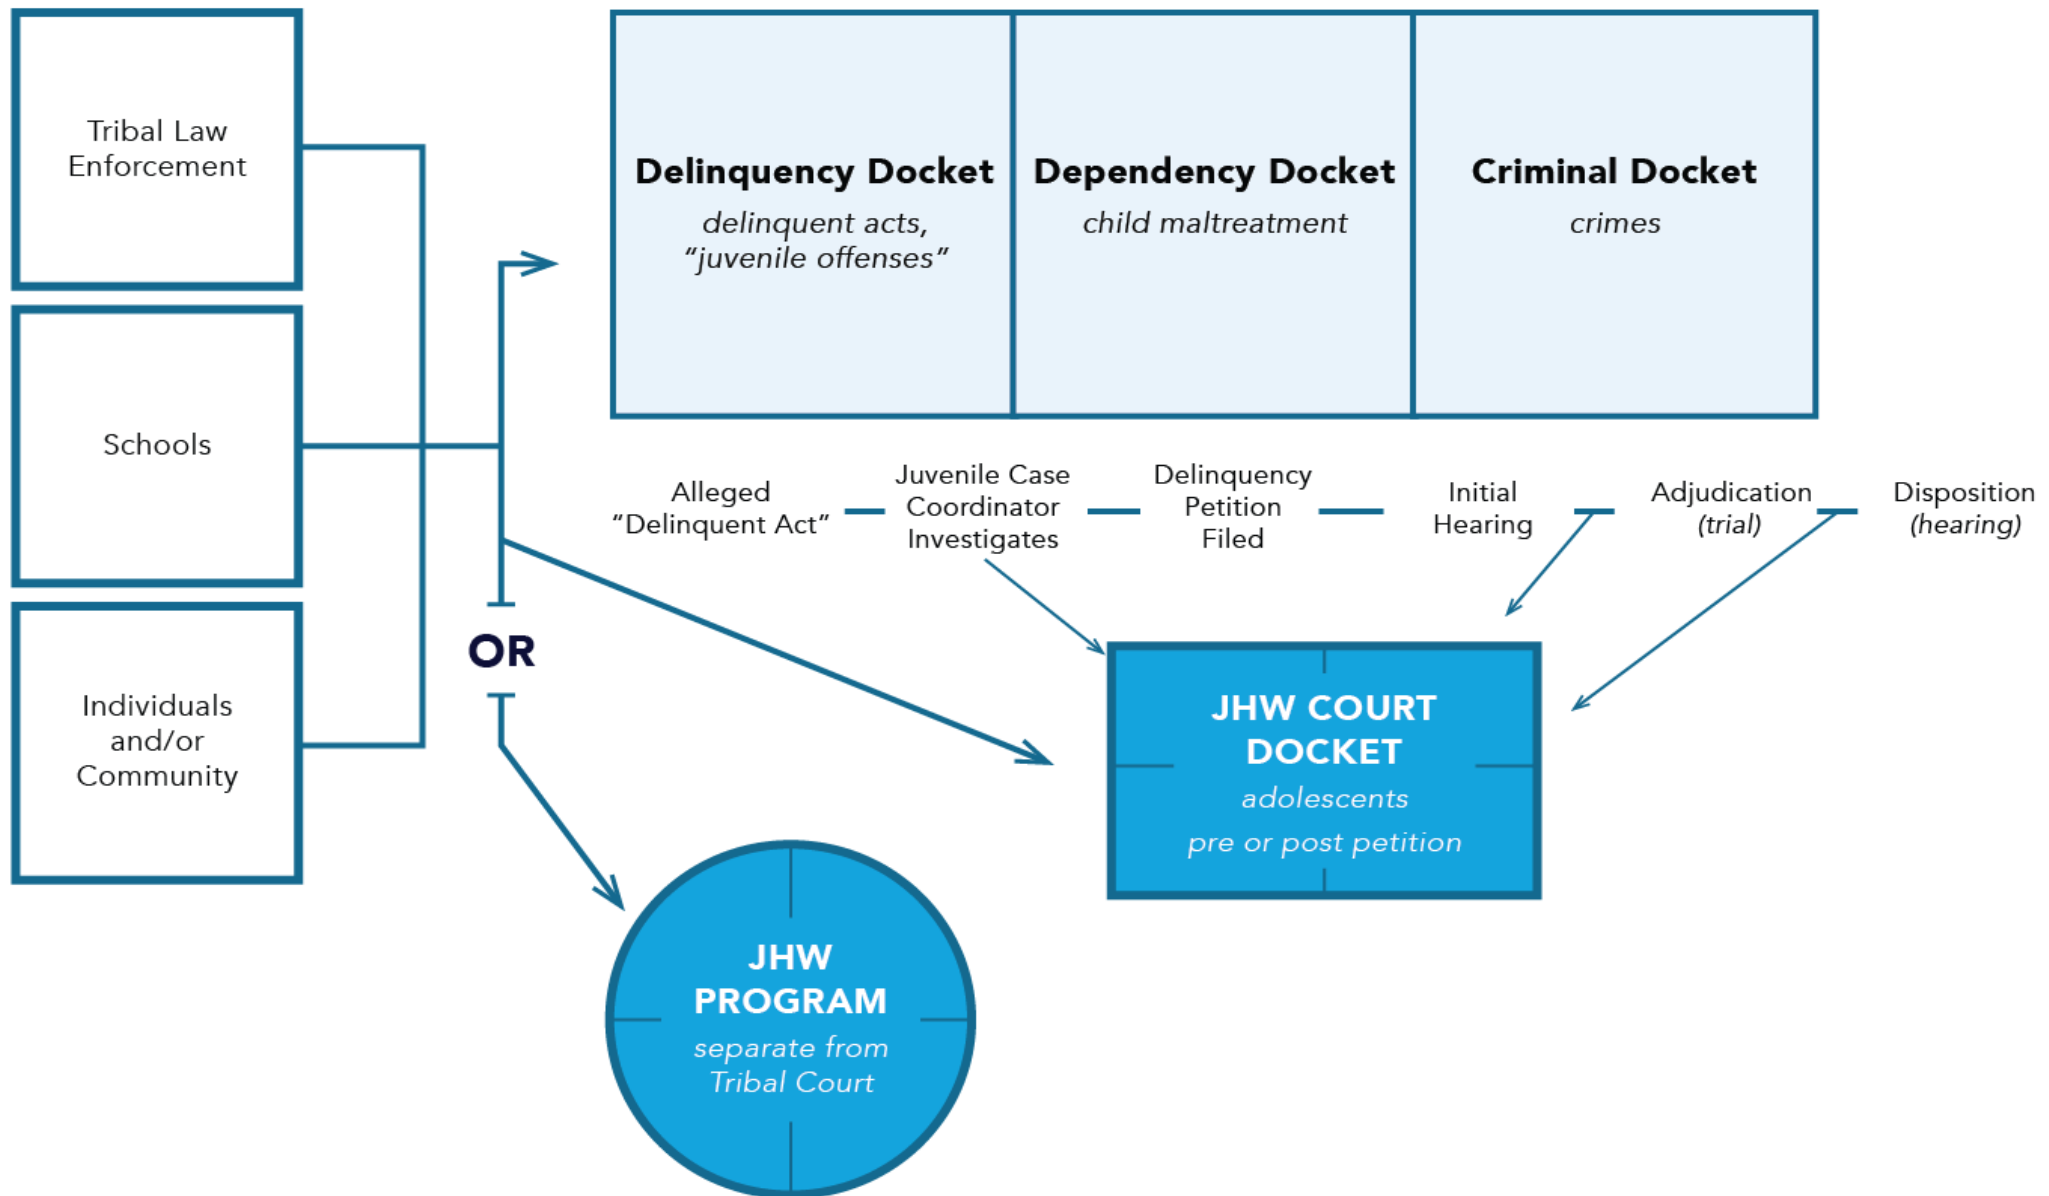 Tribal Law
Enforcement
Schools
Individuals
and/or
Community
Delinquency Docket
delinquent acts,
“juvenile offenses”
Dependency Docket
child maltreatment
Criminal Docket
crimes
Alleged
“Delinquent Act”
Juvenile Case
Coordinator
Investigates
Delinquency
Petition
Filed
Initial
Hearing
Adjudication
(trial)
Disposition
(hearing)
OR
JHW COURT
DOCKET
adolescents
pre or post petition
JHW
PROGRAM
separate from
Tribal Court